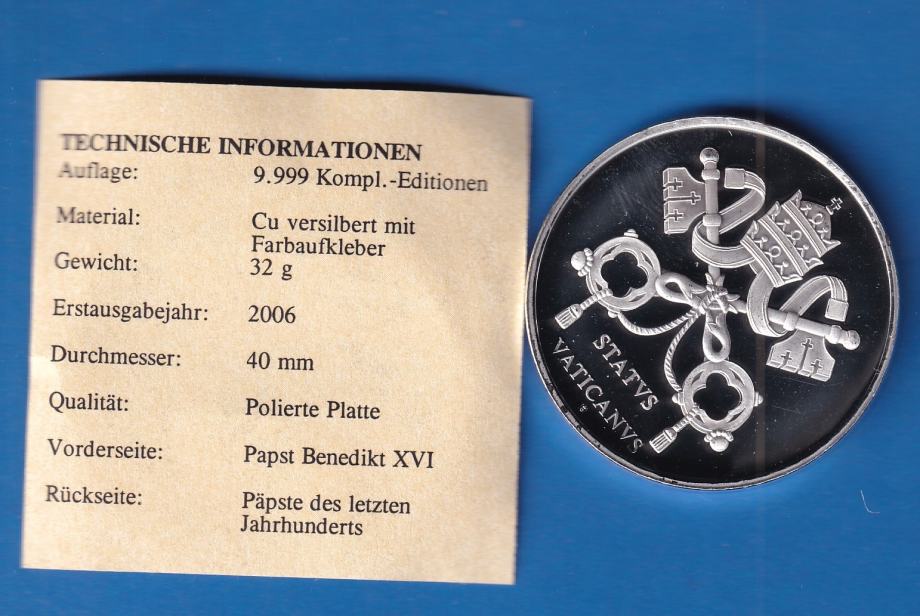 TECHNISCHE INFORMATIONEN
Auflage: 9.999 Kompl.-Editionen
Material: Cu versilbert mit
Farbaufkleber
Gewicht: 32 g
Erstausgabejahr: 2006
Durchmesser: 40 mm
Qualität: Polierte Platte
Vorderseite: Papst Benedikt XVI
Rückseite: Päpste des letzten
Jahrhunderts
STATVS
VATICANVS